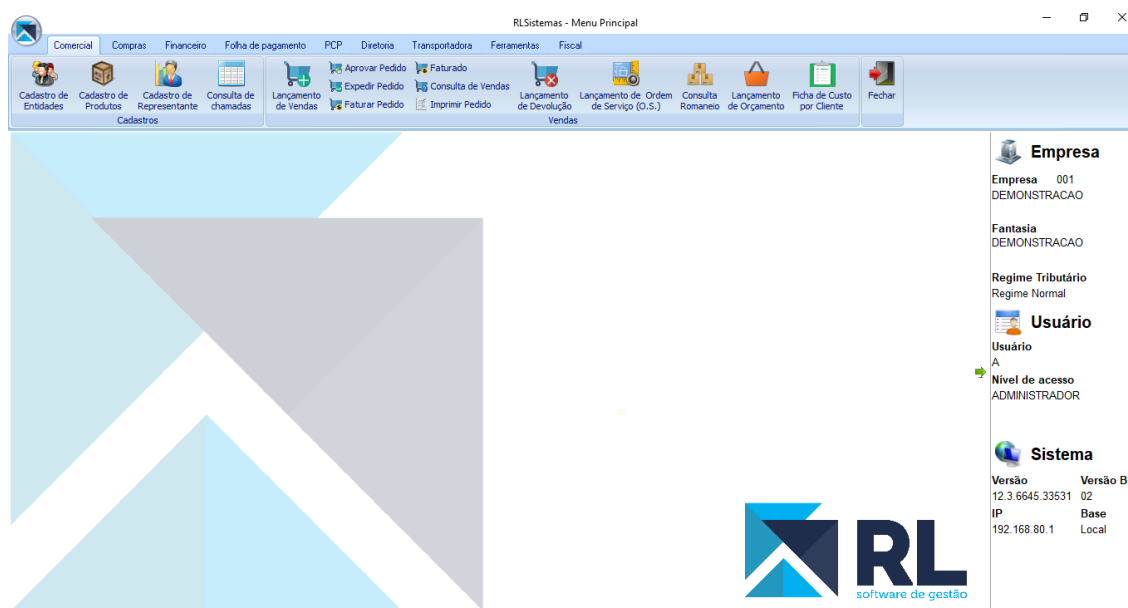 RLSistemas - Menu Principal
Comercial Compras Financeiro Folha de pagamento PCP Diretoria Transportadora Ferramentas Fiscal
Cadastro de Entidades
Cadastro de Produtos
Cadastro de Representante
Consulta de chamadas
Cadastros
Lançamento de Vendas
Aprovar Pedido
Expedir Pedido
Faturar Pedido
Faturado
Consulta de Vendas
Imprimir Pedido
Lançamento de Devolução
Lançamento de Ordem de Serviço (O.S.)
Consulta Romaneio
Lançamento de Orçamento
Ficha de Custo por Cliente
Vendas
Fechar
Empresa
Empresa 001
DEMONSTRACAO
Fantasia
DEMONSTRACAO
Regime Tributário
Regime Normal
Usuário
Usuário
A
Nível de acesso
ADMINISTRADOR
Sistema
Versão Versão B
12.3.6645.33531 02
IP Base
192.168.80.1 Local
RL
software de gestão